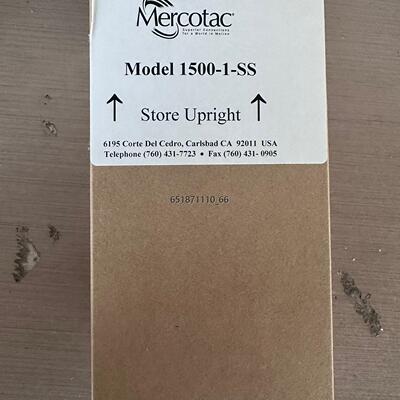 Mercotac®
Superior Connections
for a World in Motion
Model 1500-1-SS
↑ Store Upright ↑
6195 Corte Del Cedro, Carlsbad CA 92011 USA
Telephone (760) 431-7723 • Fax (760) 431- 0905
651871110_66